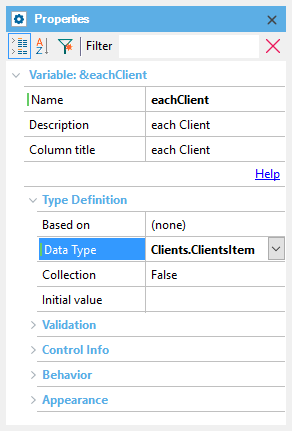 Properties
Filter
Variable: &eachClient
Name eachClient
Description each Client
Column title each Client
Help
Type Definition
Based on (none)
Data Type Clients.ClientsItem
Collection False
Initial value
Validation
Control Info
Behavior
Appearance